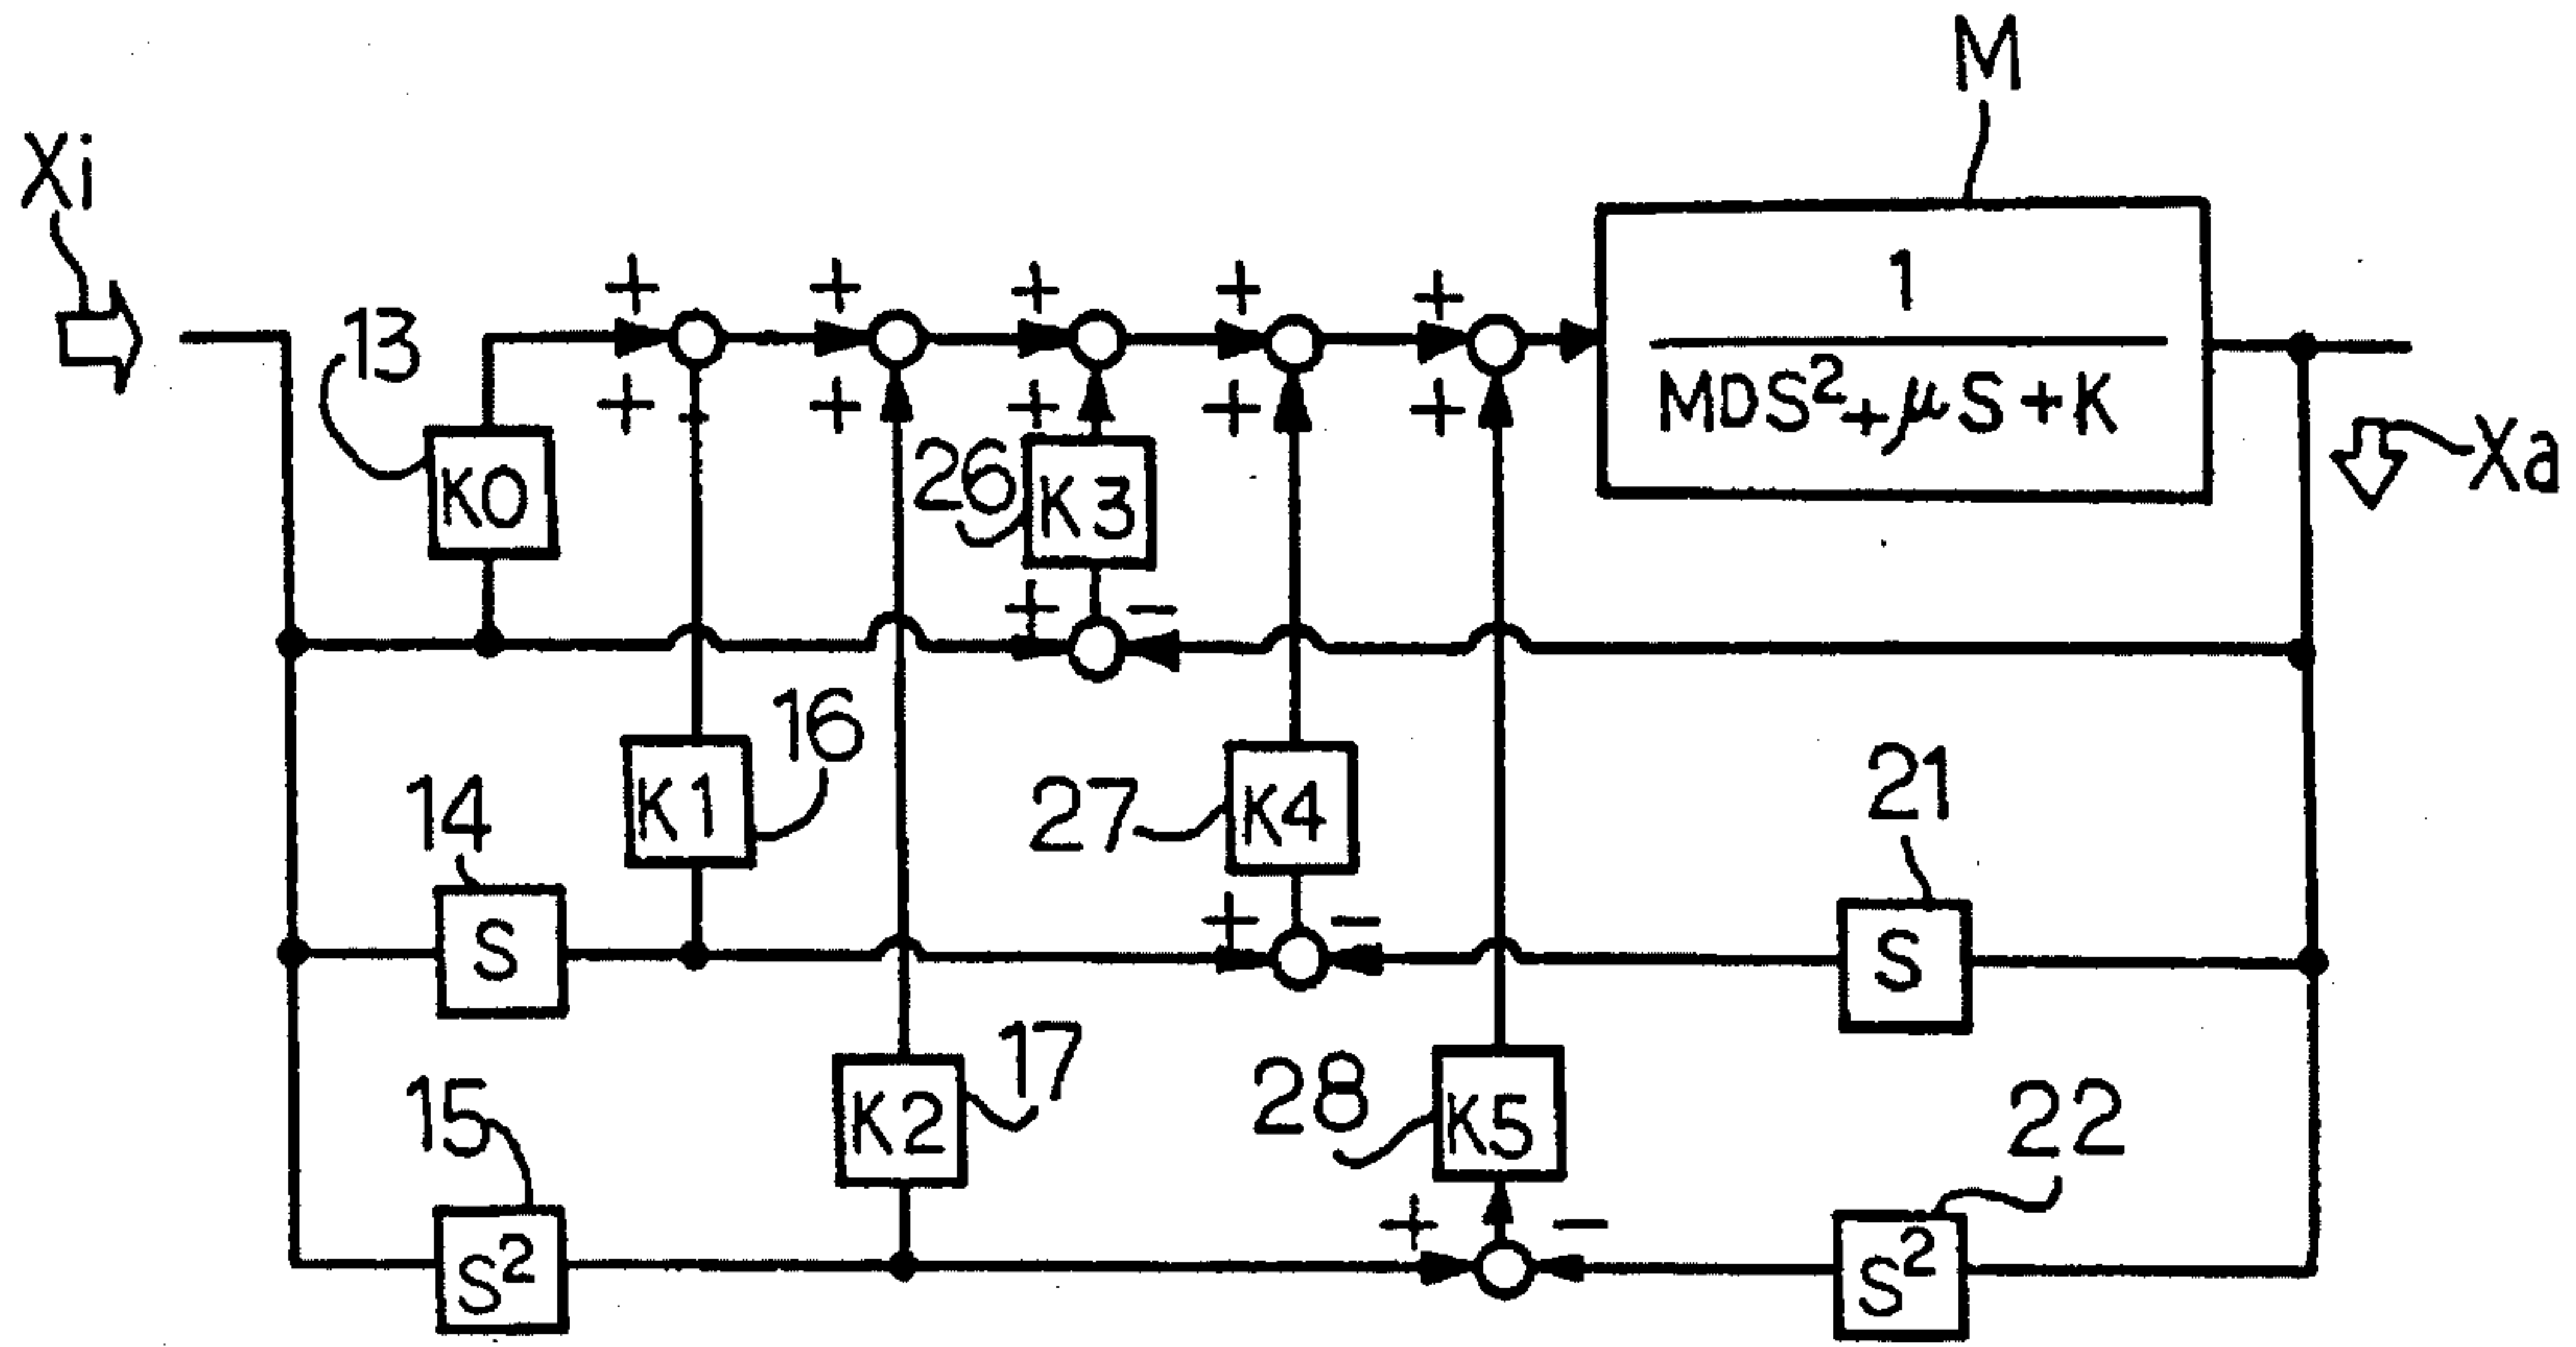 M
Xi
1
MDS²+μS+K
+ + + + +
13
+ + + + +
K0
26
K3
Xa
+ −
16
K1
14
27
K4
21
S
+ −
S
17
15
K2
28
K5
22
+ −
S²
S²